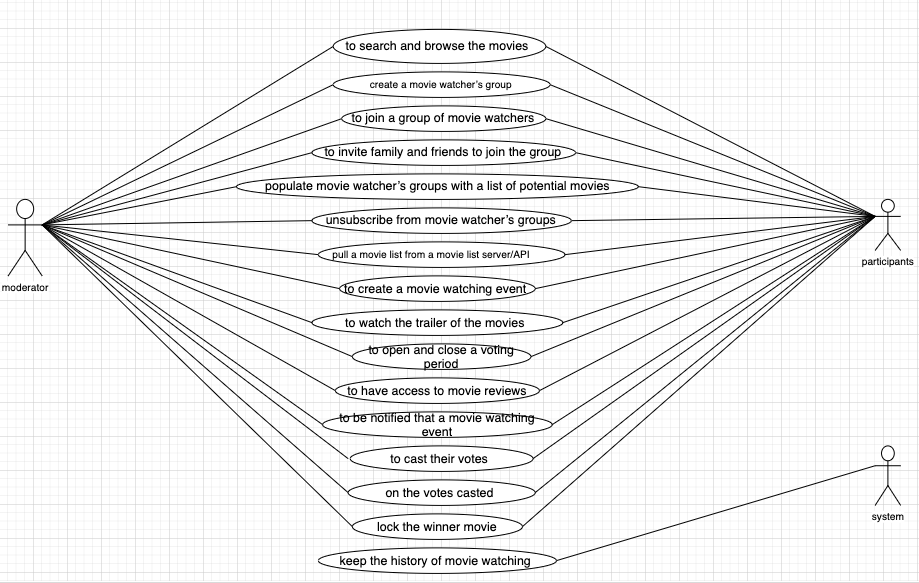 to search and browse the movies
create a movie watcher's group
to join a group of movie watchers
to invite family and friends to join the group
populate movie watcher's groups with a list of potential movies
unsubscribe from movie watcher's groups
pull a movie list from a movie list server/API
moderator
participants
to create a movie watching event
to watch the trailer of the movies
to open and close a voting
period
to have access to movie reviews
to be notified that a movie watching
event
to cast their votes
on the votes casted
system
lock the winner movie
keep the history of movie watching